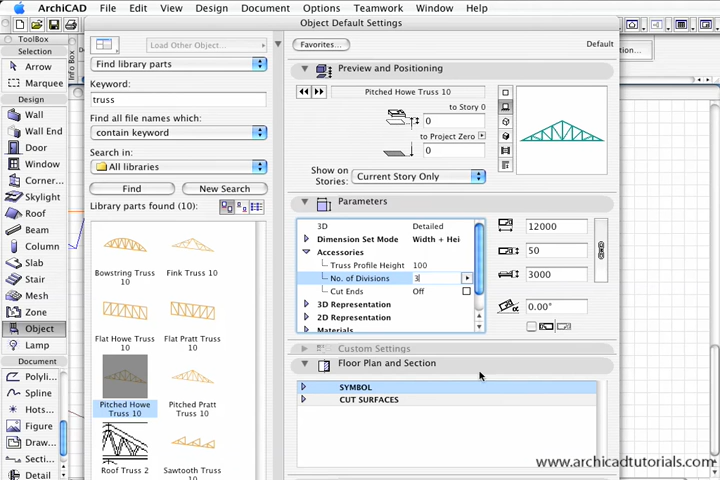 ArchiCAD File Edit View Design Document Options Teamwork Window Help
ToolBox
Selection
Arrow
Marquee
Design
Wall
Wall End
Door
Window
Corner...
Skylight
Roof
Beam
Column
Slab
Stair
Mesh
Zone
Object
Lamp
Document
Polyli...
Spline
Hots...
Figure
Draw...
Secti...
Detail
Info Box
Object Default Settings
Load Other Object...
Find library parts
Keyword:
truss
Find all file names which:
contain keyword
Search in:
All libraries
Find New Search
Library parts found (10):
Bowstring Truss 
10
Fink Truss
10
Flat Howe Truss
10
Flat Pratt Truss
10
Pitched Howe
Truss 10
Pitched Pratt
Truss 10
Roof Truss 2
Sawtooth Truss
Favorites... Default
Preview and Positioning
Pitched Howe Truss 10
to Story 0
0
to Project Zero
0
Show on
Stories:
Current Story Only
Parameters
3D Detailed
Dimension Set Mode Width + Hei
Accessories
Truss Profile Height 100
No. of Divisions 3
Cut Ends Off
3D Representation
2D Representation
Materials
12000
50
3000
0.00°
Custom Settings
Floor Plan and Section
SYMBOL
CUT SURFACES
www.archicadtutorials.com